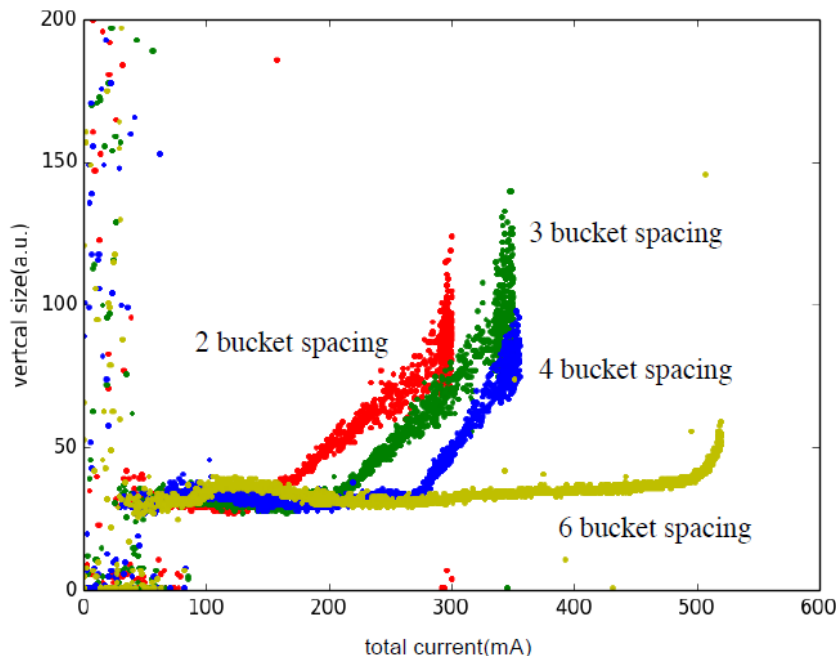 200
150
100
50
0
vertcal size(a.u.)
3 bucket spacing
2 bucket spacing
4 bucket spacing
6 bucket spacing
0 100 200 300 400 500 600
total current(mA)